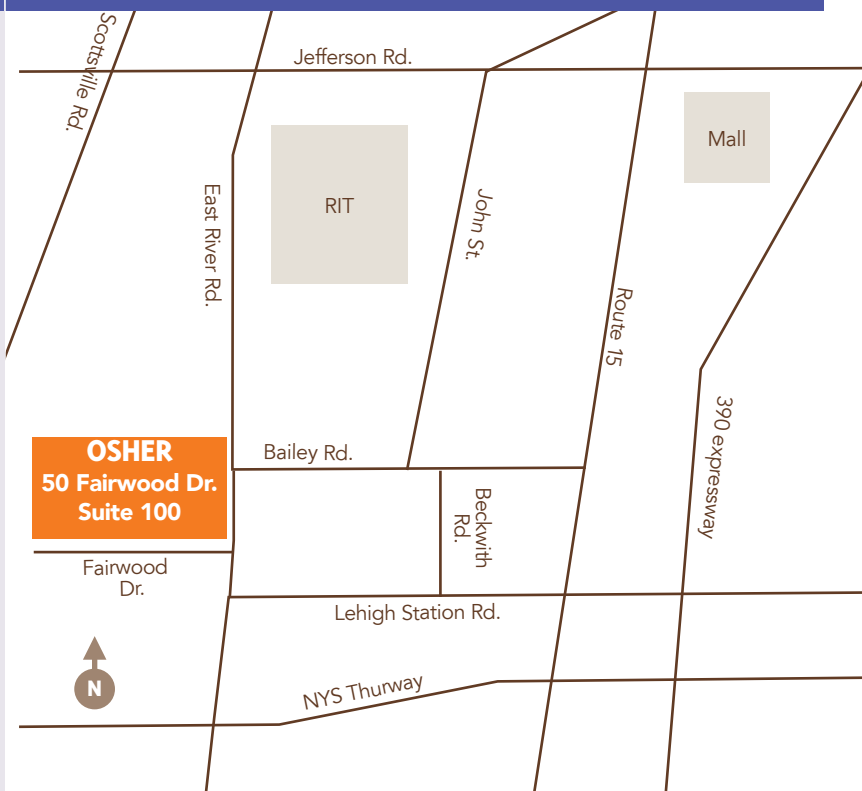 Scottsville Rd.
Jefferson Rd.
Mall
RIT
East River Rd.
John St.
Route 15
390 expressway
OSHER
50 Fairwood Dr.
Suite 100
Bailey Rd.
Beckwith
Rd.
Fairwood
Dr.
Lehigh Station Rd.
N
NYS Thurway